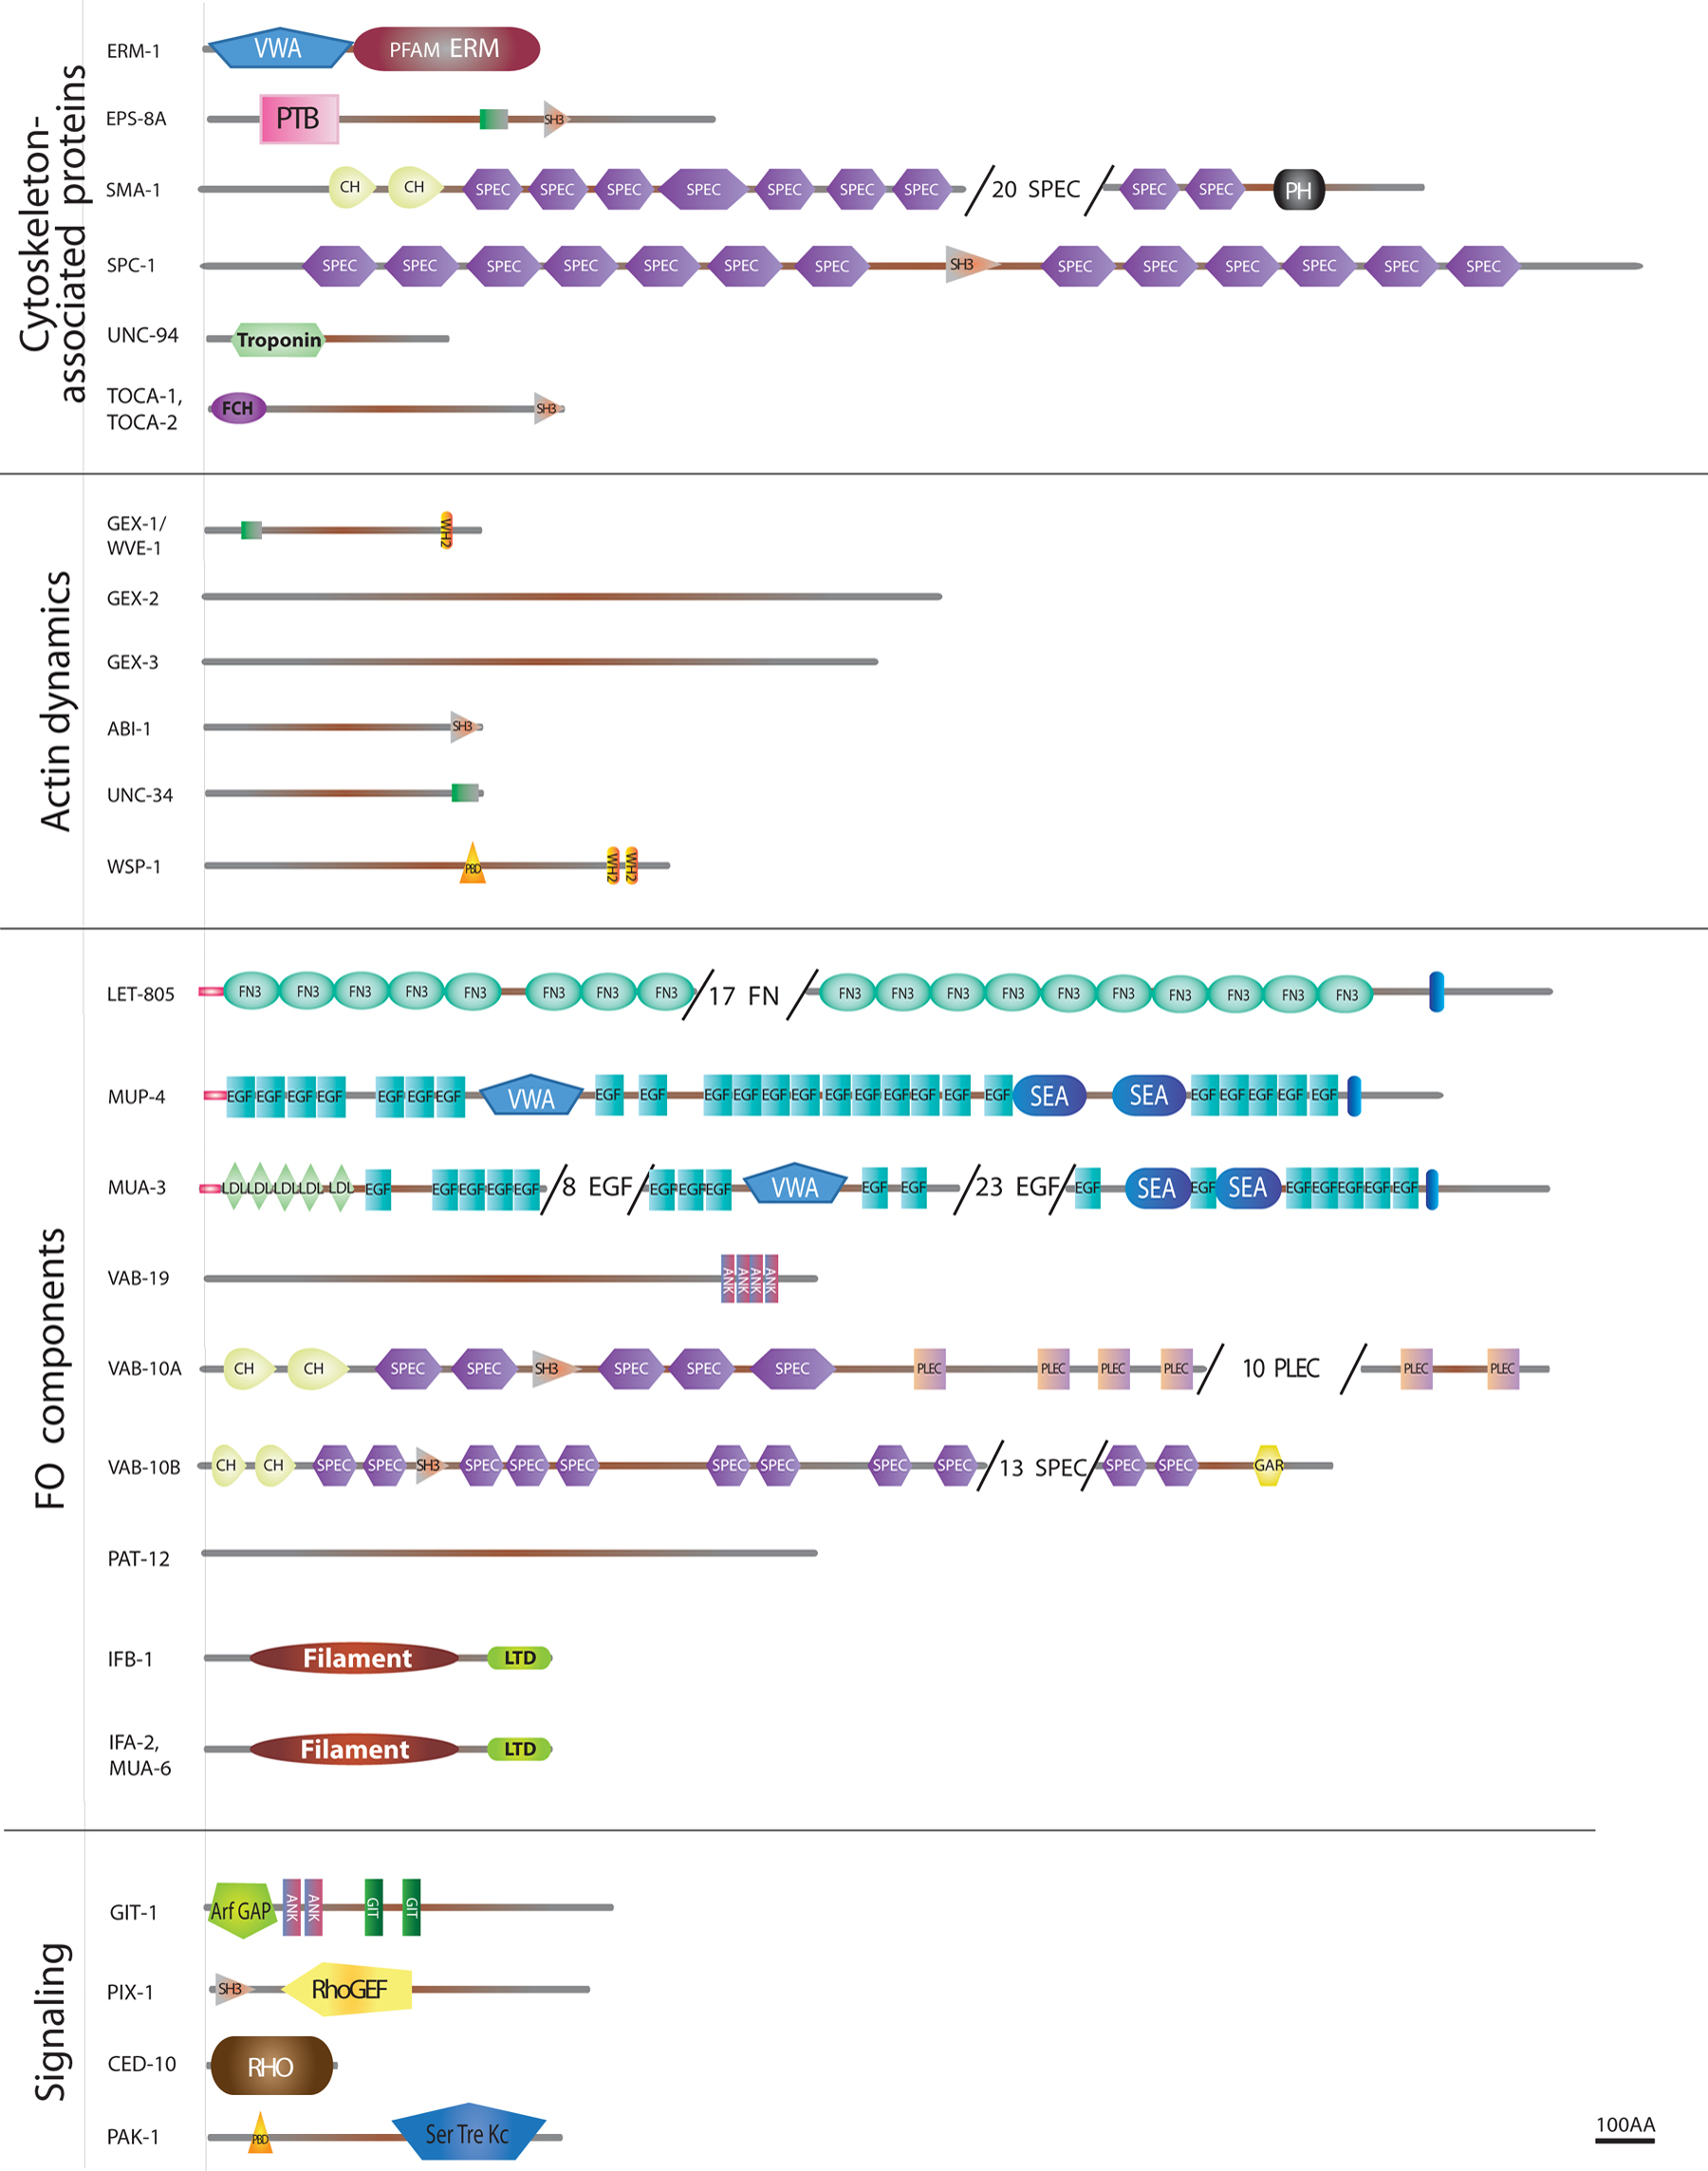 Cytoskeleton-
associated proteins
ERM-1 VWA PFAM ERM
EPS-8A PTB SH3
SMA-1 CH CH SPEC SPEC SPEC SPEC SPEC SPEC SPEC 20 SPEC SPEC SPEC PH
SPC-1 SPEC SPEC SPEC SPEC SPEC SPEC SPEC SH3 SPEC SPEC SPEC SPEC SPEC SPEC
UNC-94 Troponin
TOCA-1,
TOCA-2 FCH SH3
Actin dynamics
GEX-1/
WVE-1 WH2
GEX-2
GEX-3
ABI-1 SH3
UNC-34
WSP-1 PBD WH2 WH2
FO components
LET-805 FN3 FN3 FN3 FN3 FN3 FN3 FN3 FN3 17 FN FN3 FN3 FN3 FN3 FN3 FN3 FN3 FN3 FN3 FN3
MUP-4 EGF EGF EGF EGF EGF EGF EGF VWA EGF EGF EGF EGF EGF EGF EGF EGF EGF EGF EGF EGF SEA SEA EGF EGF EGF EGF EGF
MUA-3 LDL LDL LDL LDL LDL EGF EGF EGF EGF EGF 8 EGF EGF EGF EGF VWA EGF EGF 23 EGF EGF SEA EGF SEA EGF EGF EGF EGF EGF
VAB-19 ANK ANK ANK ANK
VAB-10A CH CH SPEC SPEC SH3 SPEC SPEC SPEC PLEC PLEC PLEC PLEC 10 PLEC PLEC PLEC
VAB-10B CH CH SPEC SPEC SH3 SPEC SPEC SPEC SPEC SPEC SPEC SPEC 13 SPEC SPEC SPEC GAR
PAT-12
IFB-1 Filament LTD
IFA-2,
MUA-6 Filament LTD
Signaling
GIT-1 Arf GAP ANK ANK GIT GIT
PIX-1 SH3 RhoGEF
CED-10 RHO
PAK-1 PBD Ser Tre Kc
100AA